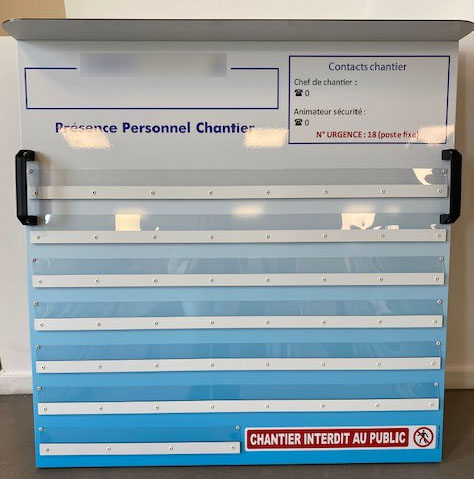 Contacts chantier
Chef de chantier :
☎ 0
Animateur sécurité :
☎ 0
N° URGENCE : 18 (poste fixe)
Présence Personnel Chantier
CHANTIER INTERDIT AU PUBLIC